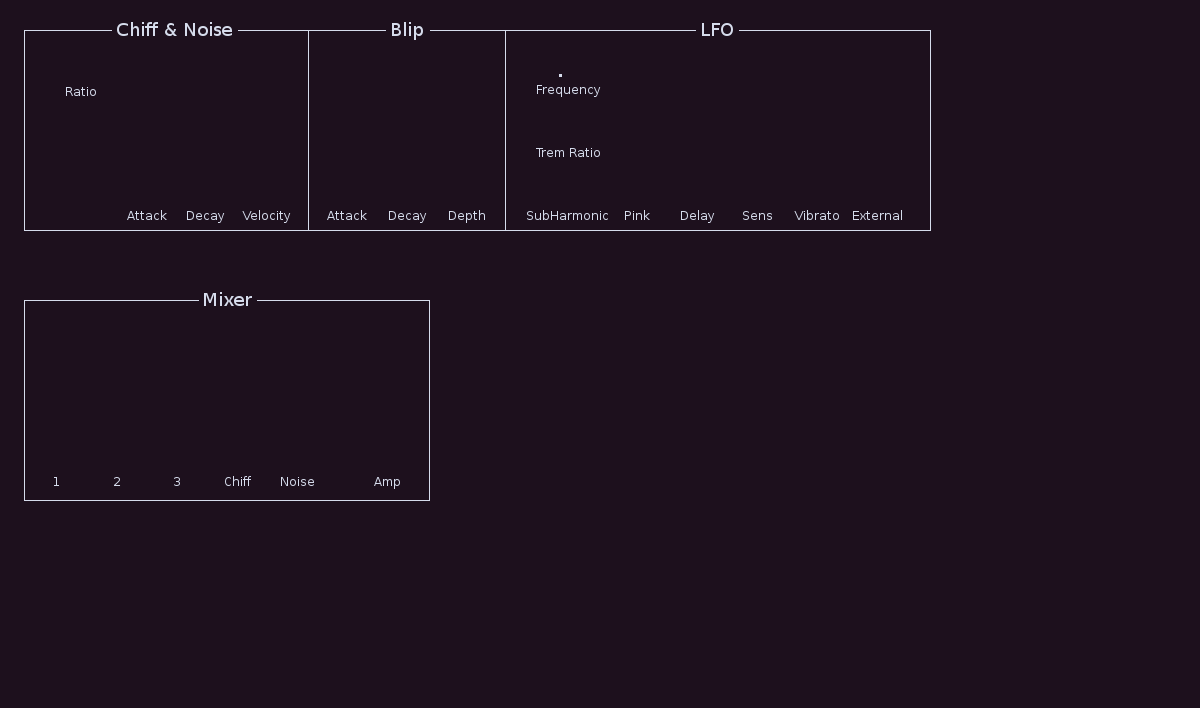 Chiff & Noise
Blip
LFO
Ratio
Frequency
Trem Ratio
Attack Decay Velocity
Attack Decay Depth
SubHarmonic Pink Delay Sens Vibrato External
Mixer
1 2 3 Chiff Noise Amp